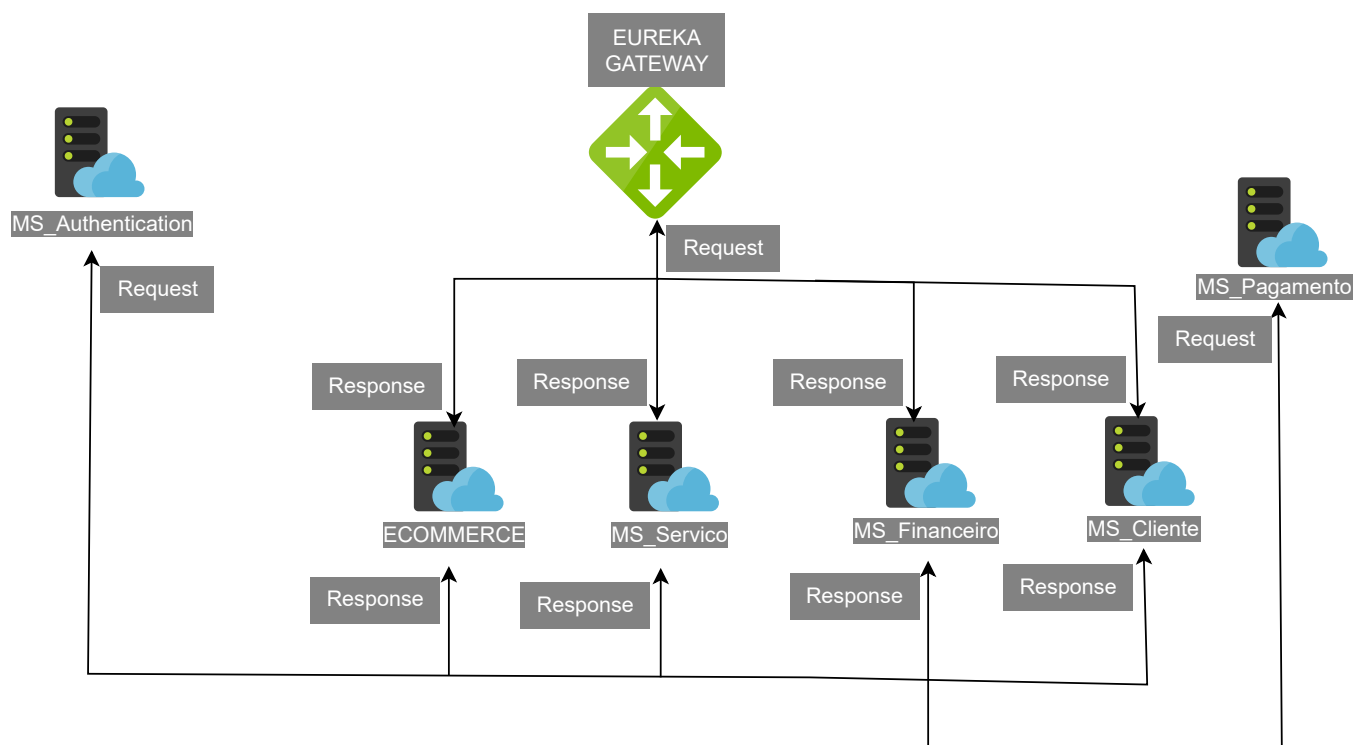 EUREKA
GATEWAY
MS_Authentication
Request
Request
MS_Pagamento
Request
Response
Response
Response
Response
ECOMMERCE
MS_Servico
MS_Financeiro
MS_Cliente
Response
Response
Response
Response